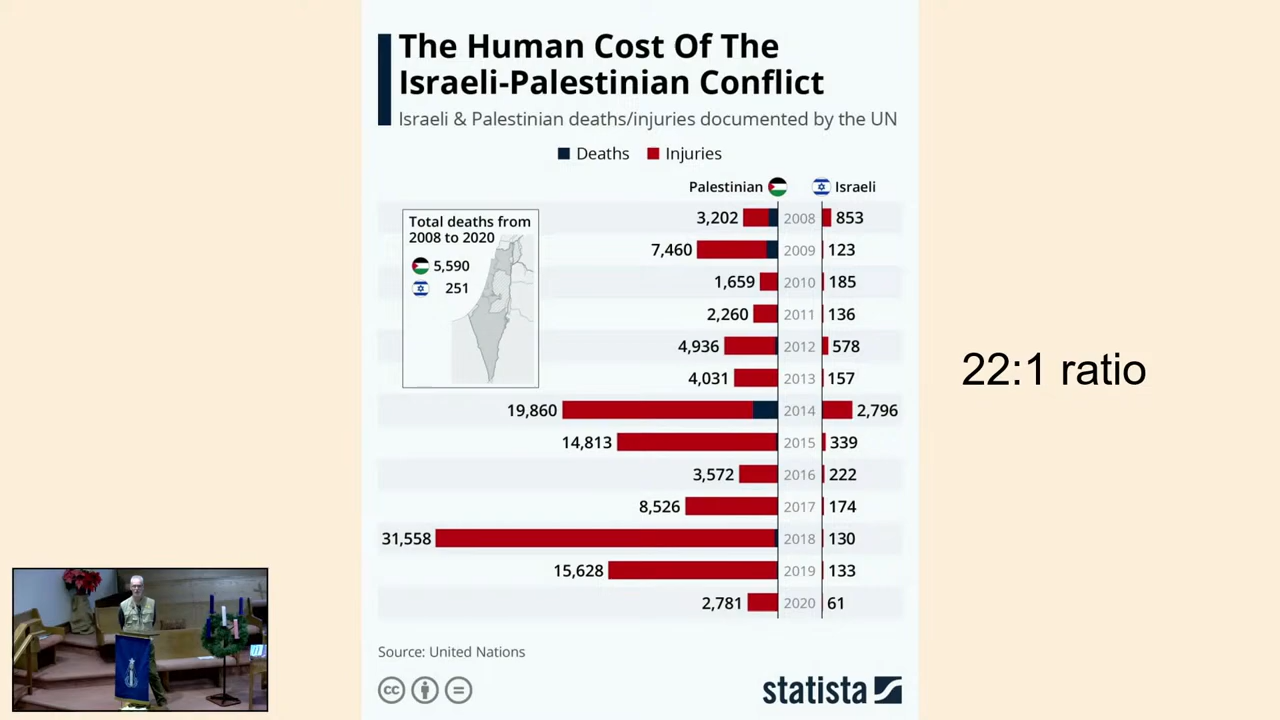 The Human Cost Of The
Israeli-Palestinian Conflict
Israeli & Palestinian deaths/injuries documented by the UN
Deaths Injuries
Palestinian Israeli
Total deaths from
2008 to 2020
5,590
251
3,202 2008 853
7,460 2009 123
1,659 2010 185
2,260 2011 136
4,936 2012 578
4,031 2013 157
19,860 2014 2,796
14,813 2015 339
3,572 2016 222
8,526 2017 174
31,558 2018 130
15,628 2019 133
2,781 2020 61
22:1 ratio
Source: United Nations
cc
statista